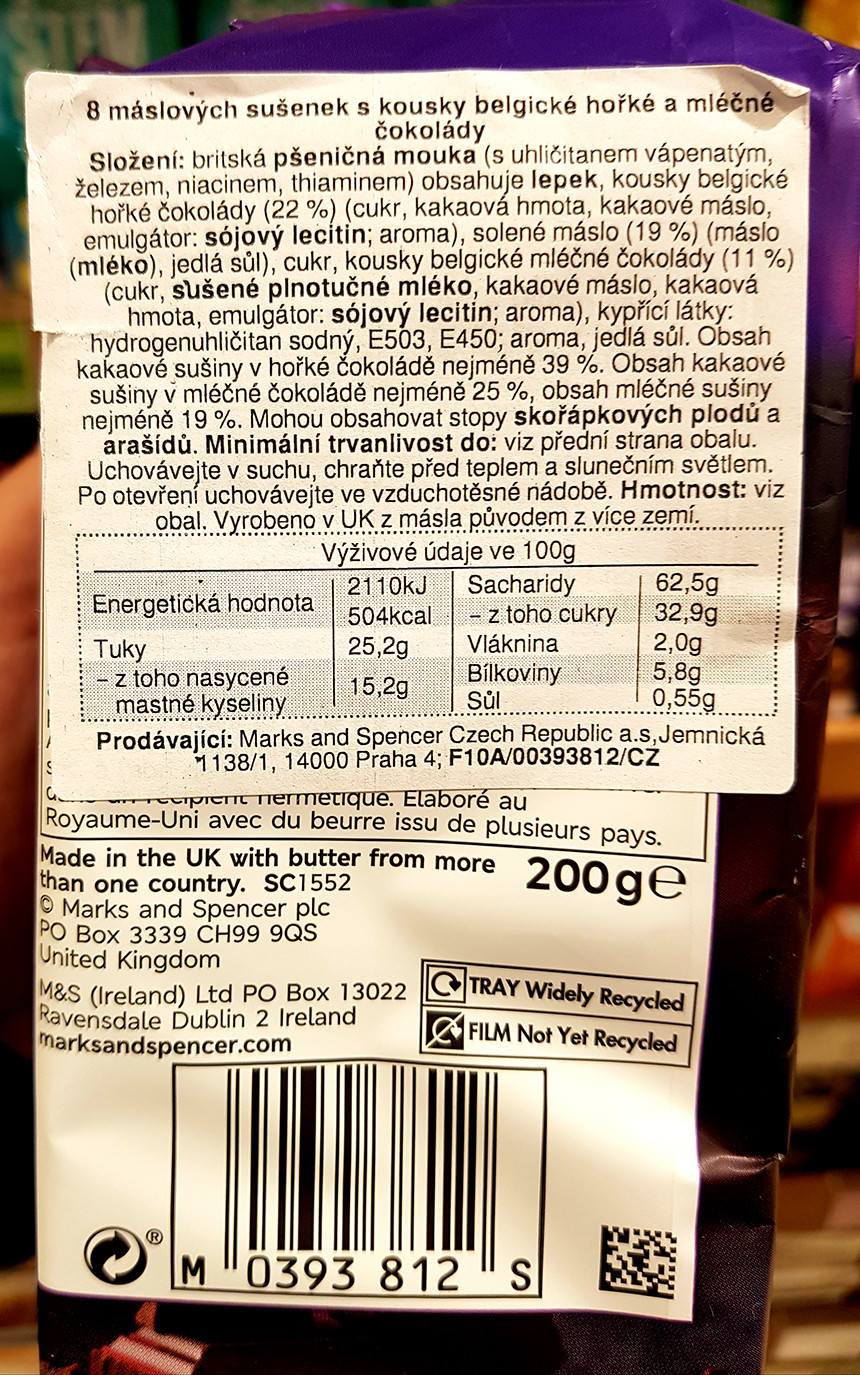 8 máslových sušenek s kousky belgické hořké a mléčné
čokolády
Složení: britská pšeničná mouka (s uhličitanem vápenatým,
železem, niacinem, thiaminem) obsahuje lepek, kousky belgické
hořké čokolády (22 %) (cukr, kakaová hmota, kakaové máslo,
emulgátor: sójový lecitin; aroma), solené máslo (19 %) (máslo
(mléko), jedlá sůl), cukr, kousky belgické mléčné čokolády (11 %)
(cukr, sušené plnotučné mléko, kakaové máslo, kakaová
hmota, emulgátor: sójový lecitin; aroma), kypřící látky:
hydrogenuhličitan sodný, E503, E450; aroma, jedlá sůl. Obsah
kakaové sušiny v hořké čokoládě nejméně 39 %. Obsah kakaové
sušiny v mléčné čokoládě nejméně 25 %, obsah mléčné sušiny
nejméně 19 %. Mohou obsahovat stopy skořápkových plodů a
arašídů. Minimální trvanlivost do: viz přední strana obalu.
Uchovávejte v suchu, chraňte před teplem a slunečním světlem.
Po otevření uchovávejte ve vzduchotěsné nádobě. Hmotnost: viz
obal. Vyrobeno v UK z másla původem z více zemí.
Výživové údaje ve 100g
Energetická hodnota 2110kJ
504kcal
Tuky 25,2g
- z toho nasycené
mastné kyseliny 15,2g
Sacharidy 62,5g
- z toho cukry 32,9g
Vláknina 2,0g
Bílkoviny 5,8g
Sůl 0,55g
Prodávající: Marks and Spencer Czech Republic a.s,Jemnická
1138/1, 14000 Praha 4; F10A/00393812/CZ
récipient hermétique. Élaboré au
Royaume-Uni avec du beurre issu de plusieurs pays.
Made in the UK with butter from more
than one country. SC1552
200ge
© Marks and Spencer plc
PO Box 3339 CH99 9QS
United Kingdom
M&S (Ireland) Ltd PO Box 13022
Ravensdale Dublin 2 Ireland
marksandspencer.com
TRAY Widely Recycled
FILM Not Yet Recycled
®
M 0393 812 S